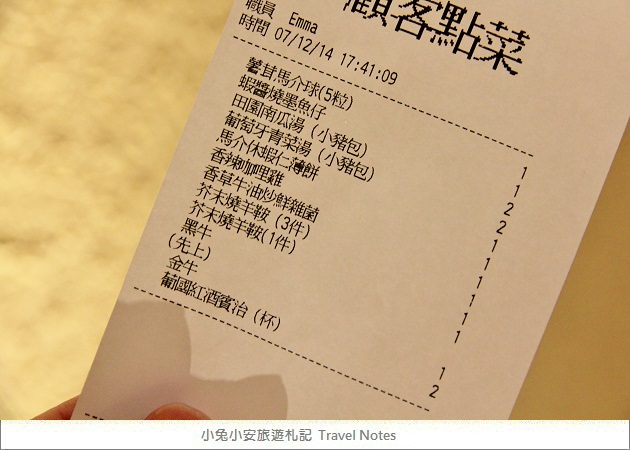 顧客點菜
職員 Emma
時間 07/12/14 17:41:09
薯茸馬介球(5粒) 1
蝦醬燒墨魚仔 1
田園南瓜湯 (小豬包) 2
葡萄牙青菜湯 (小豬包) 2
馬介休蝦仁薄餅 1
香辣咖哩雞 1
香草牛油炒鮮雜菌 1
芥末燒羊鞍 (3件) 1
芥末燒羊鞍(1件) 1
黑牛 1
(先上)
金牛 1
葡國紅酒賓治 (杯) 2
小兔小安旅遊札記 Travel Notes